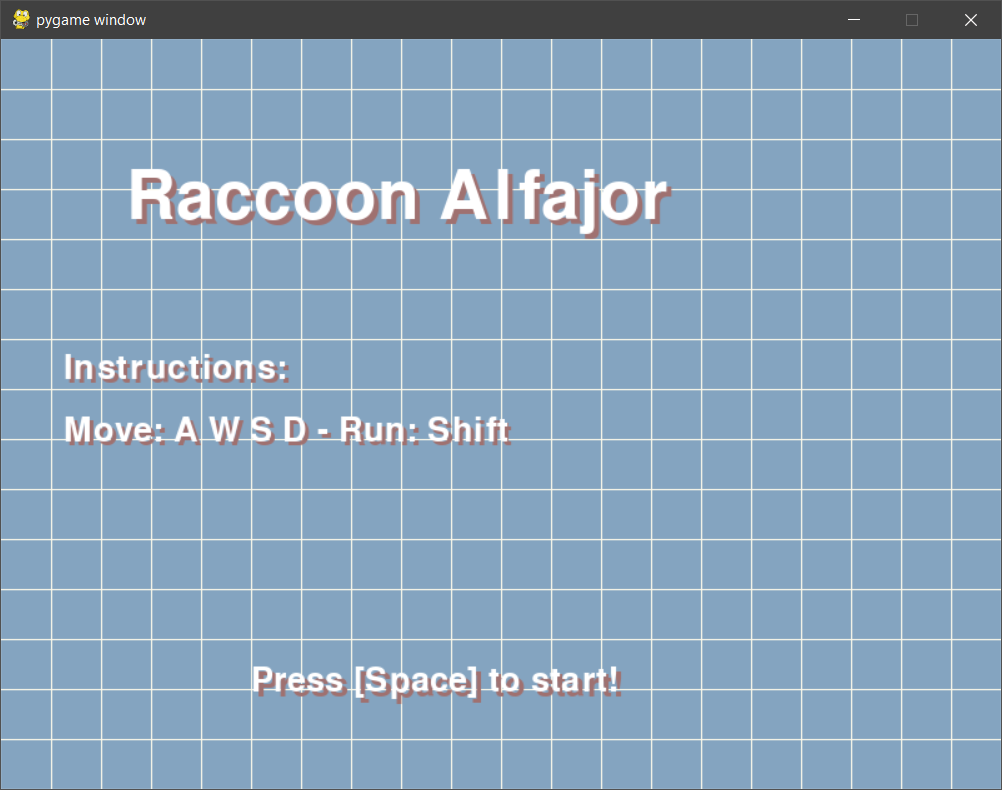 pygame window
Raccoon Alfajor
Instructions:
Move: A W S D - Run: Shift
Press [Space] to start!